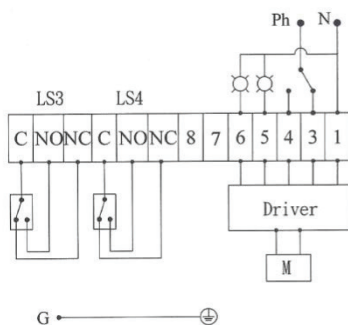 Ph N
LS3 LS4
C NO NC C NO NC 8 7 6 5 4 3 1
Driver
M
G